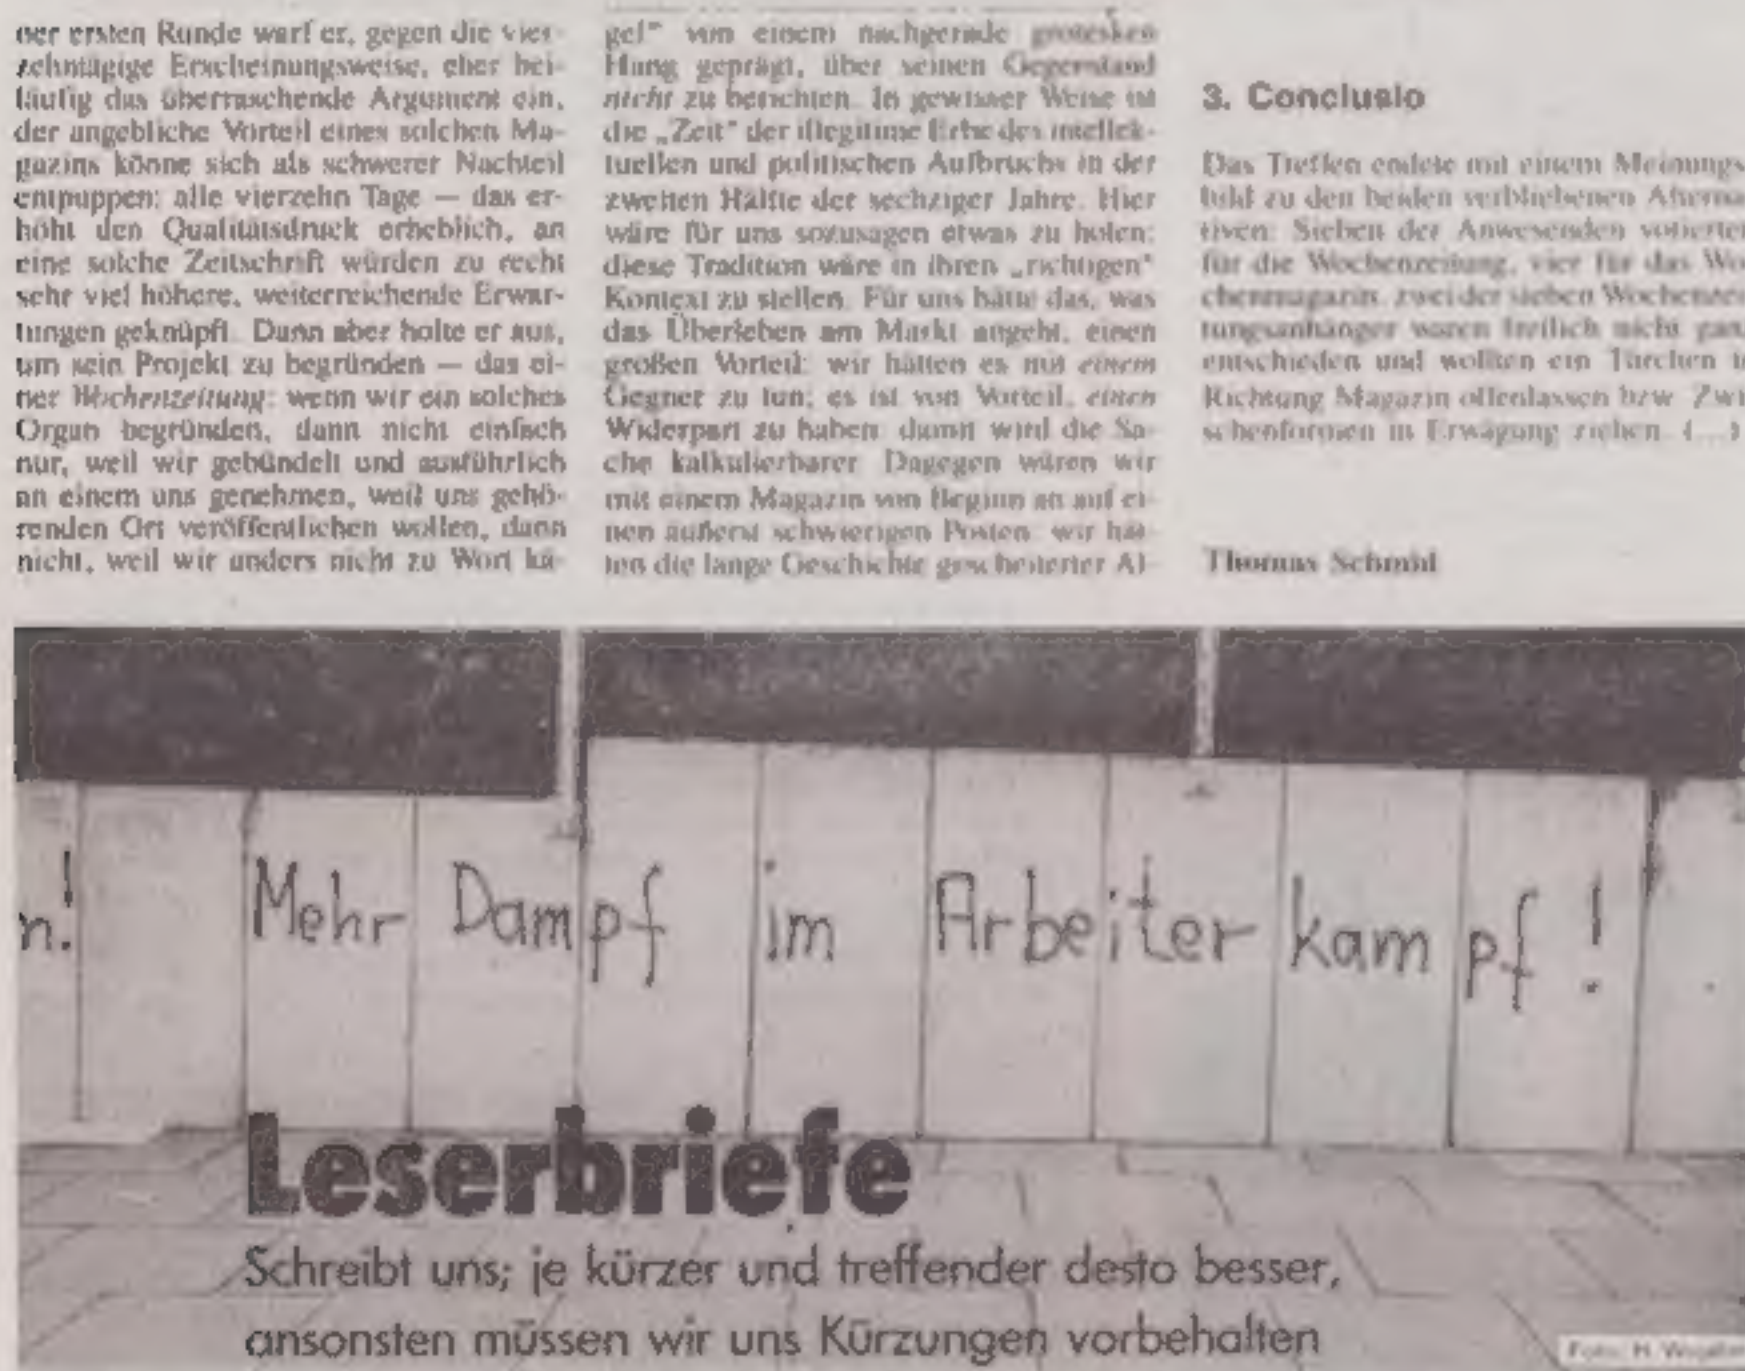 ner ersten Runde warf er, gegen die vier-
zehntägige Erscheinungsweise, eher bei-
läufig das überraschende Argument ein,
der angebliche Vorteil eines solchen Ma-
gazins könne sich als schwerer Nachteil
entpuppen: alle vierzehn Tage — das er-
höht den Qualitätsdruck erheblich, an
eine solche Zeitschrift würden zu recht
sehr viel höhere, weiterreichende Erwar-
tungen geknüpft. Dann aber holte er aus,
um sein Projekt zu begründen — das ei-
ner Wochenzeitung: wenn wir ein solches
Organ begründen, dann nicht einfach
nur, weil wir gebündelt und ausführlich
an einem uns genehmen, weil uns gehö-
renden Ort veröffentlichen wollen, dann
nicht, weil wir anders nicht zu Wort kä-
gel" von einem nachgerade grotesken
Hang geprägt, über seinen Gegenstand
nicht zu berichten. In gewisser Weise ist
die „Zeit" der illegitime Erbe des intellek-
tuellen und politischen Aufbruchs in der
zweiten Hälfte der sechziger Jahre. Hier
wäre für uns sozusagen etwas zu holen:
diese Tradition wäre in ihren „richtigen"
Kontext zu stellen. Für uns hätte das, was
das Überleben am Markt angeht, einen
großen Vorteil: wir hätten es mit einem
Gegner zu tun; es ist von Vorteil, einen
Widerpart zu haben: damit wird die Sa-
che kalkulierbarer. Dagegen wären wir
mit einem Magazin von Beginn an auf ei-
nen äußerst schwierigen Posten: wir hät-
ten die lange Geschichte gescheiterter Al-
3. Conclusio
Das Treffen endete mit einem Meinungs-
bild zu den beiden verbliebenen Alterna
tiven: Sieben der Anwesenden votierten
für die Wochenzeitung, vier für das Wo
chenmagazin, zwei der sieben Wochenzei
tungsanhänger waren freilich nicht ganz
entschieden und wollten ein Türchen in
Richtung Magazin offenlassen bzw. Zwi
schenformen in Erwägung ziehen. (...)
Thomas Schmid
n! Mehr Dampf im Arbeiterkampf!
Leserbriefe
Schreibt uns; je kürzer und treffender desto besser,
ansonsten müssen wir uns Kürzungen vorbehalten
Foto: H.